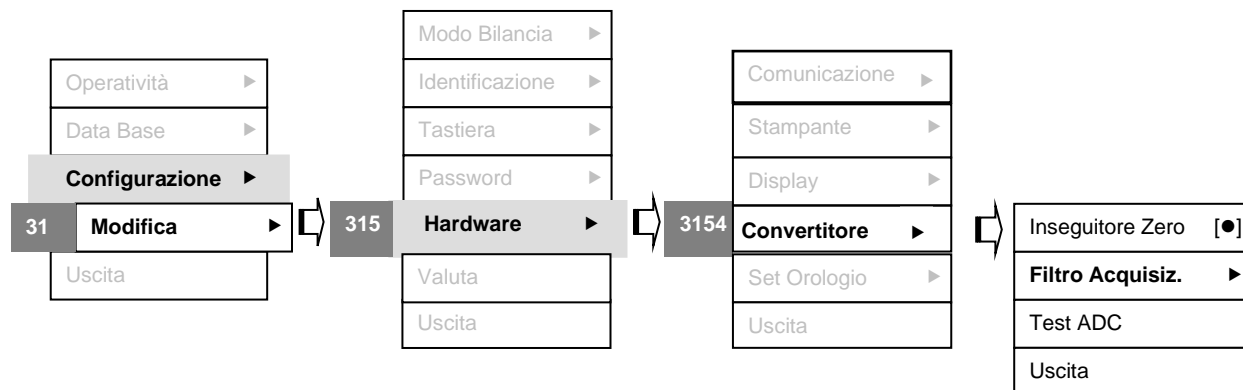 Operatività ►
Data Base ►
Configurazione ►
31 Modifica ►
Uscita
Modo Bilancia ►
Identificazione ►
Tastiera ►
Password ►
315 Hardware ►
Valuta
Uscita
Comunicazione ►
Stampante ►
Display ►
3154 Convertitore ►
Set Orologio ►
Uscita
Inseguitore Zero [●]
Filtro Acquisiz. ►
Test ADC
Uscita